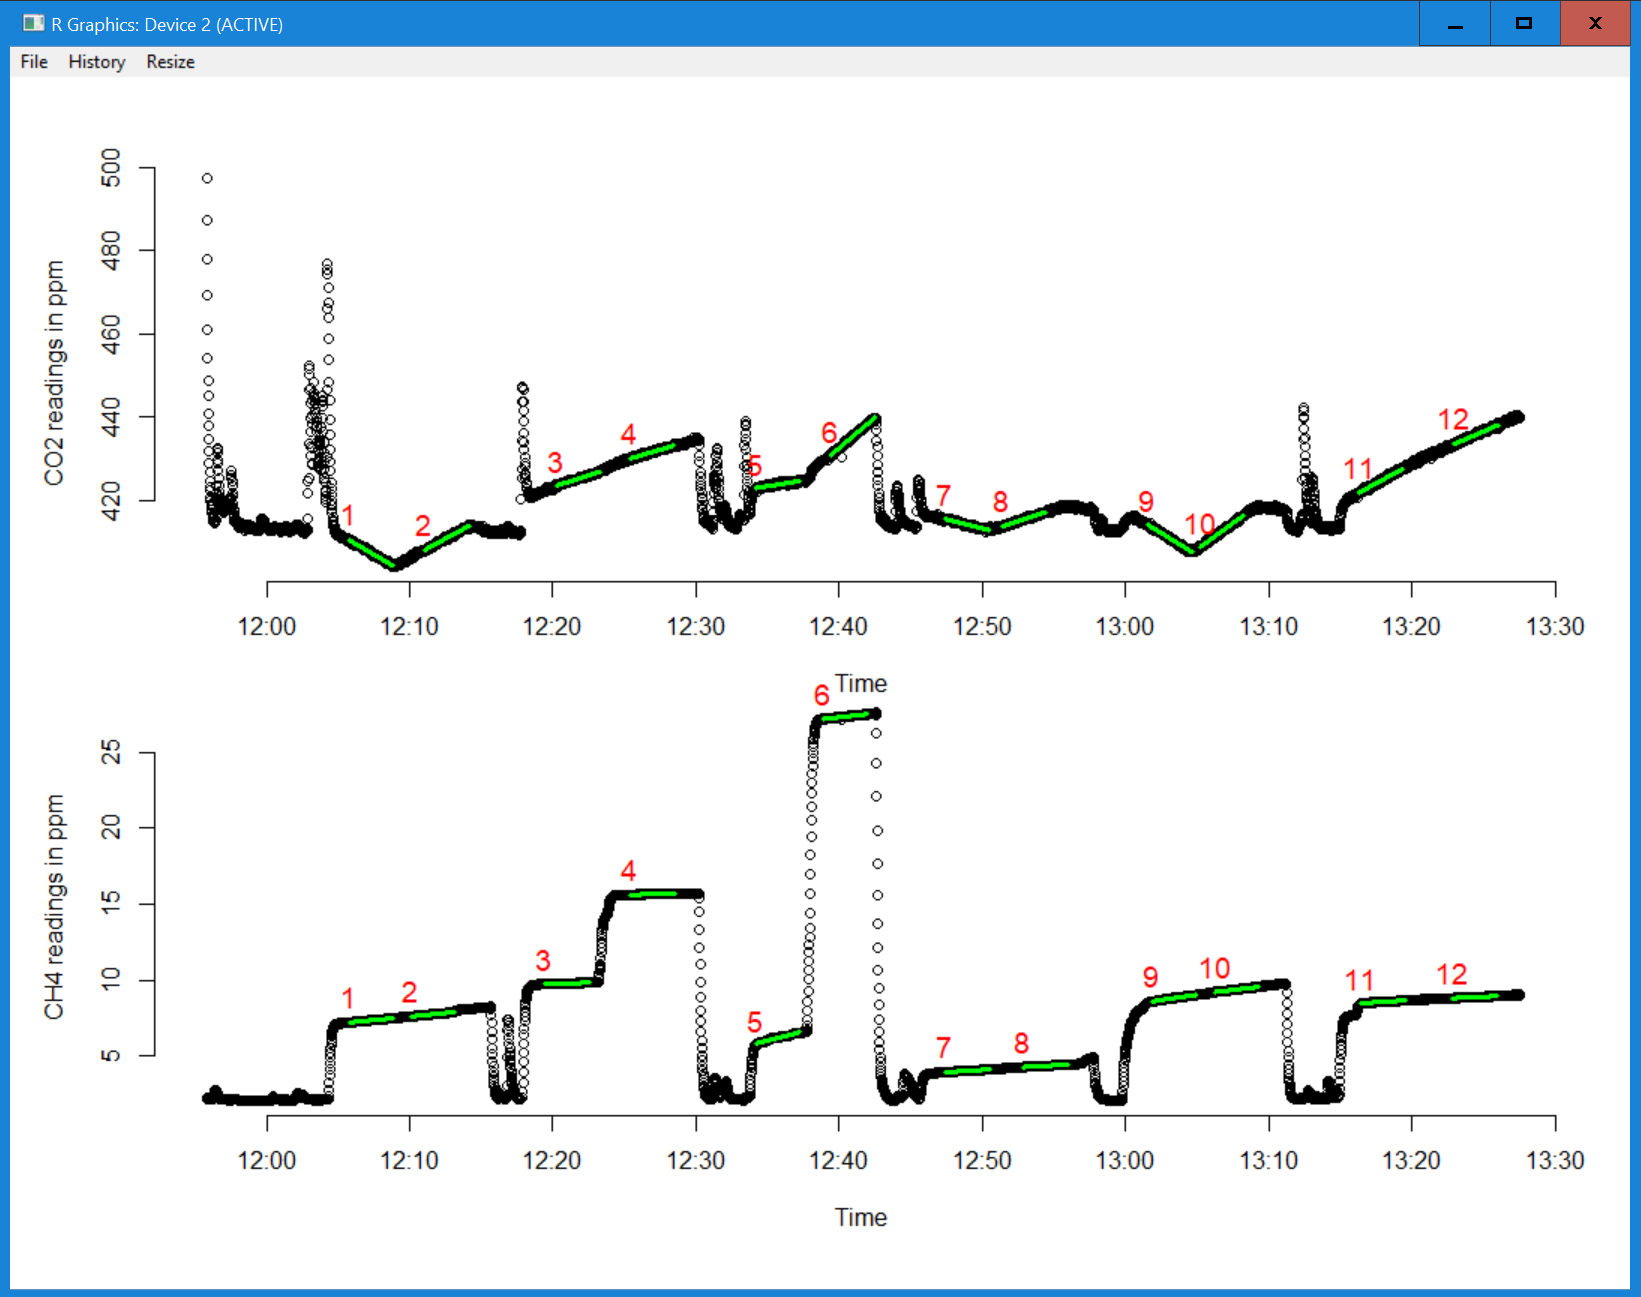 R Graphics: Device 2 (ACTIVE)
File History Resize
CO2 readings in ppm
500
480
460
440
420
1 2 3 4 5 6 7 8 9 10 11 12
12:00 12:10 12:20 12:30 12:40 12:50 13:00 13:10 13:20 13:30
Time
CH4 readings in ppm
25
20
15
10
5
1 2 3 4 5 6 7 8 9 10 11 12
12:00 12:10 12:20 12:30 12:40 12:50 13:00 13:10 13:20 13:30
Time